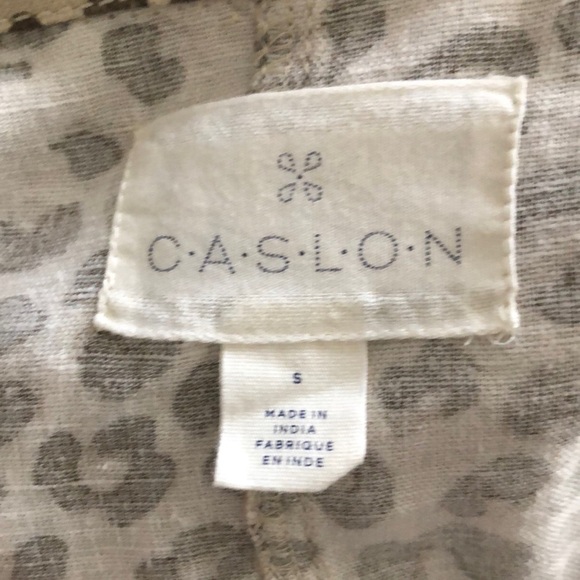 C·A·S·L·O·N
S
MADE IN
INDIA
FABRIQUE
EN INDE